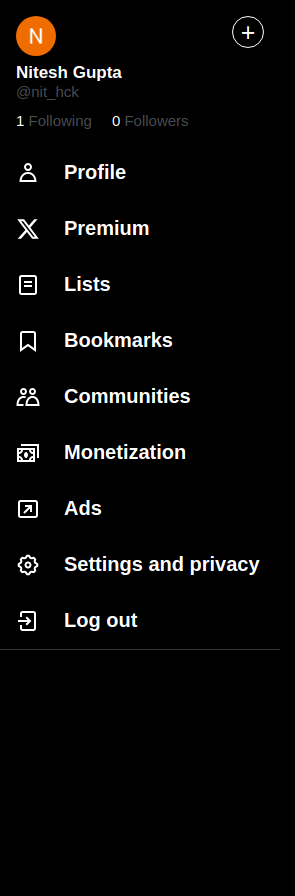 N
Nitesh Gupta
@nit_hck
1 Following 0 Followers
Profile
Premium
Lists
Bookmarks
Communities
Monetization
Ads
Settings and privacy
Log out